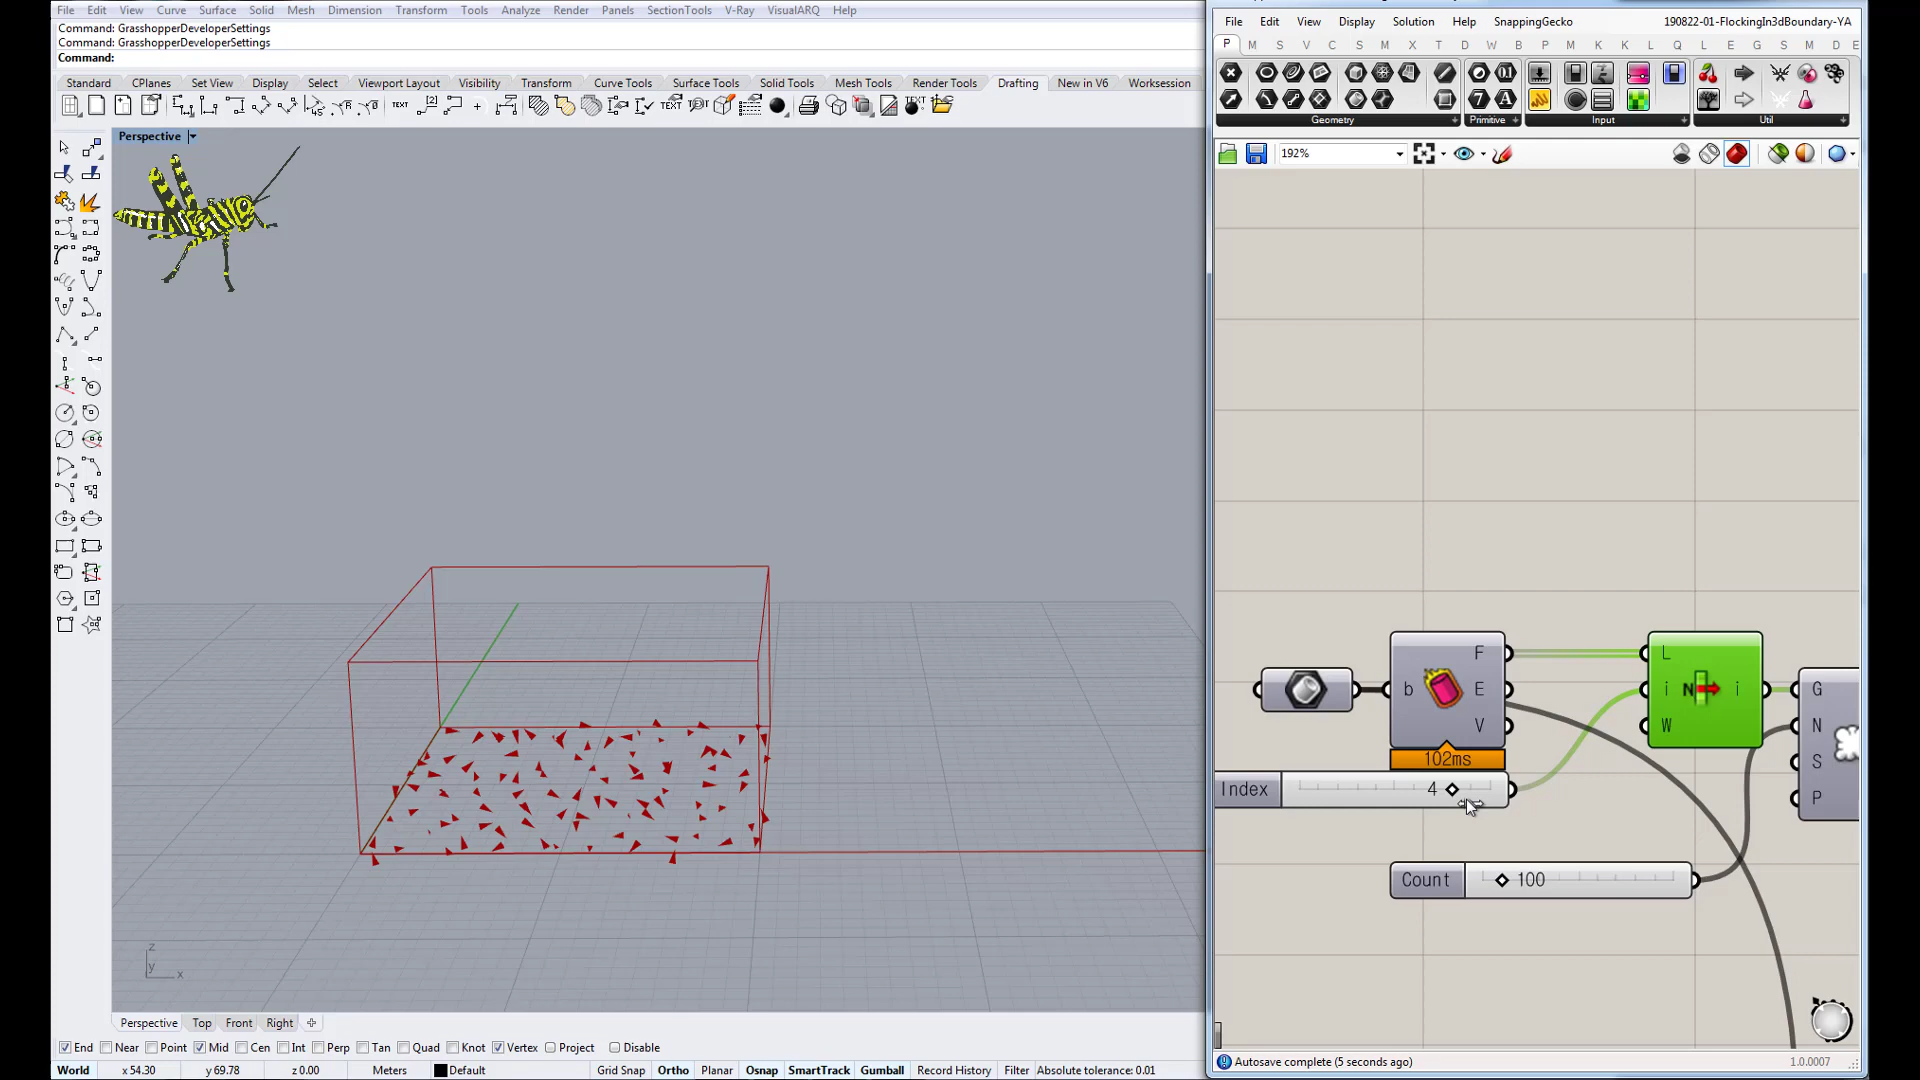 File Edit View Curve Surface Solid Mesh Dimension Transform Tools Analyze Render Panels SectionTools V-Ray VisualARQ Help
Command: GrasshopperDeveloperSettings
Command: GrasshopperDeveloperSettings
Command:
Standard CPlanes Set View Display Select Viewport Layout Visibility Transform Curve Tools Surface Tools Solid Tools Mesh Tools Render Tools Drafting New in V6 Worksession
Perspective
z
y x
Perspective Top Front Right
End Near Point Mid Cen Int Perp Tan Quad Knot Vertex Project Disable
World x 54.30 y 69.78 z 0.00 Meters Default Grid Snap Ortho Planar Osnap SmartTrack Gumball Record History Filter Absolute tolerance: 0.01
File Edit View Display Solution Help SnappingGecko 190822-01-FlockingIn3dBoundary-YA
P M S V C S M X T D W B P M K K L Q L E G S M D E
Geometry Primitive Input Util
192%
F
b E
V
102ms
L
i N i
W
G
N
S
P
Index 4
Count 100
Autosave complete (5 seconds ago) 1.0.0007